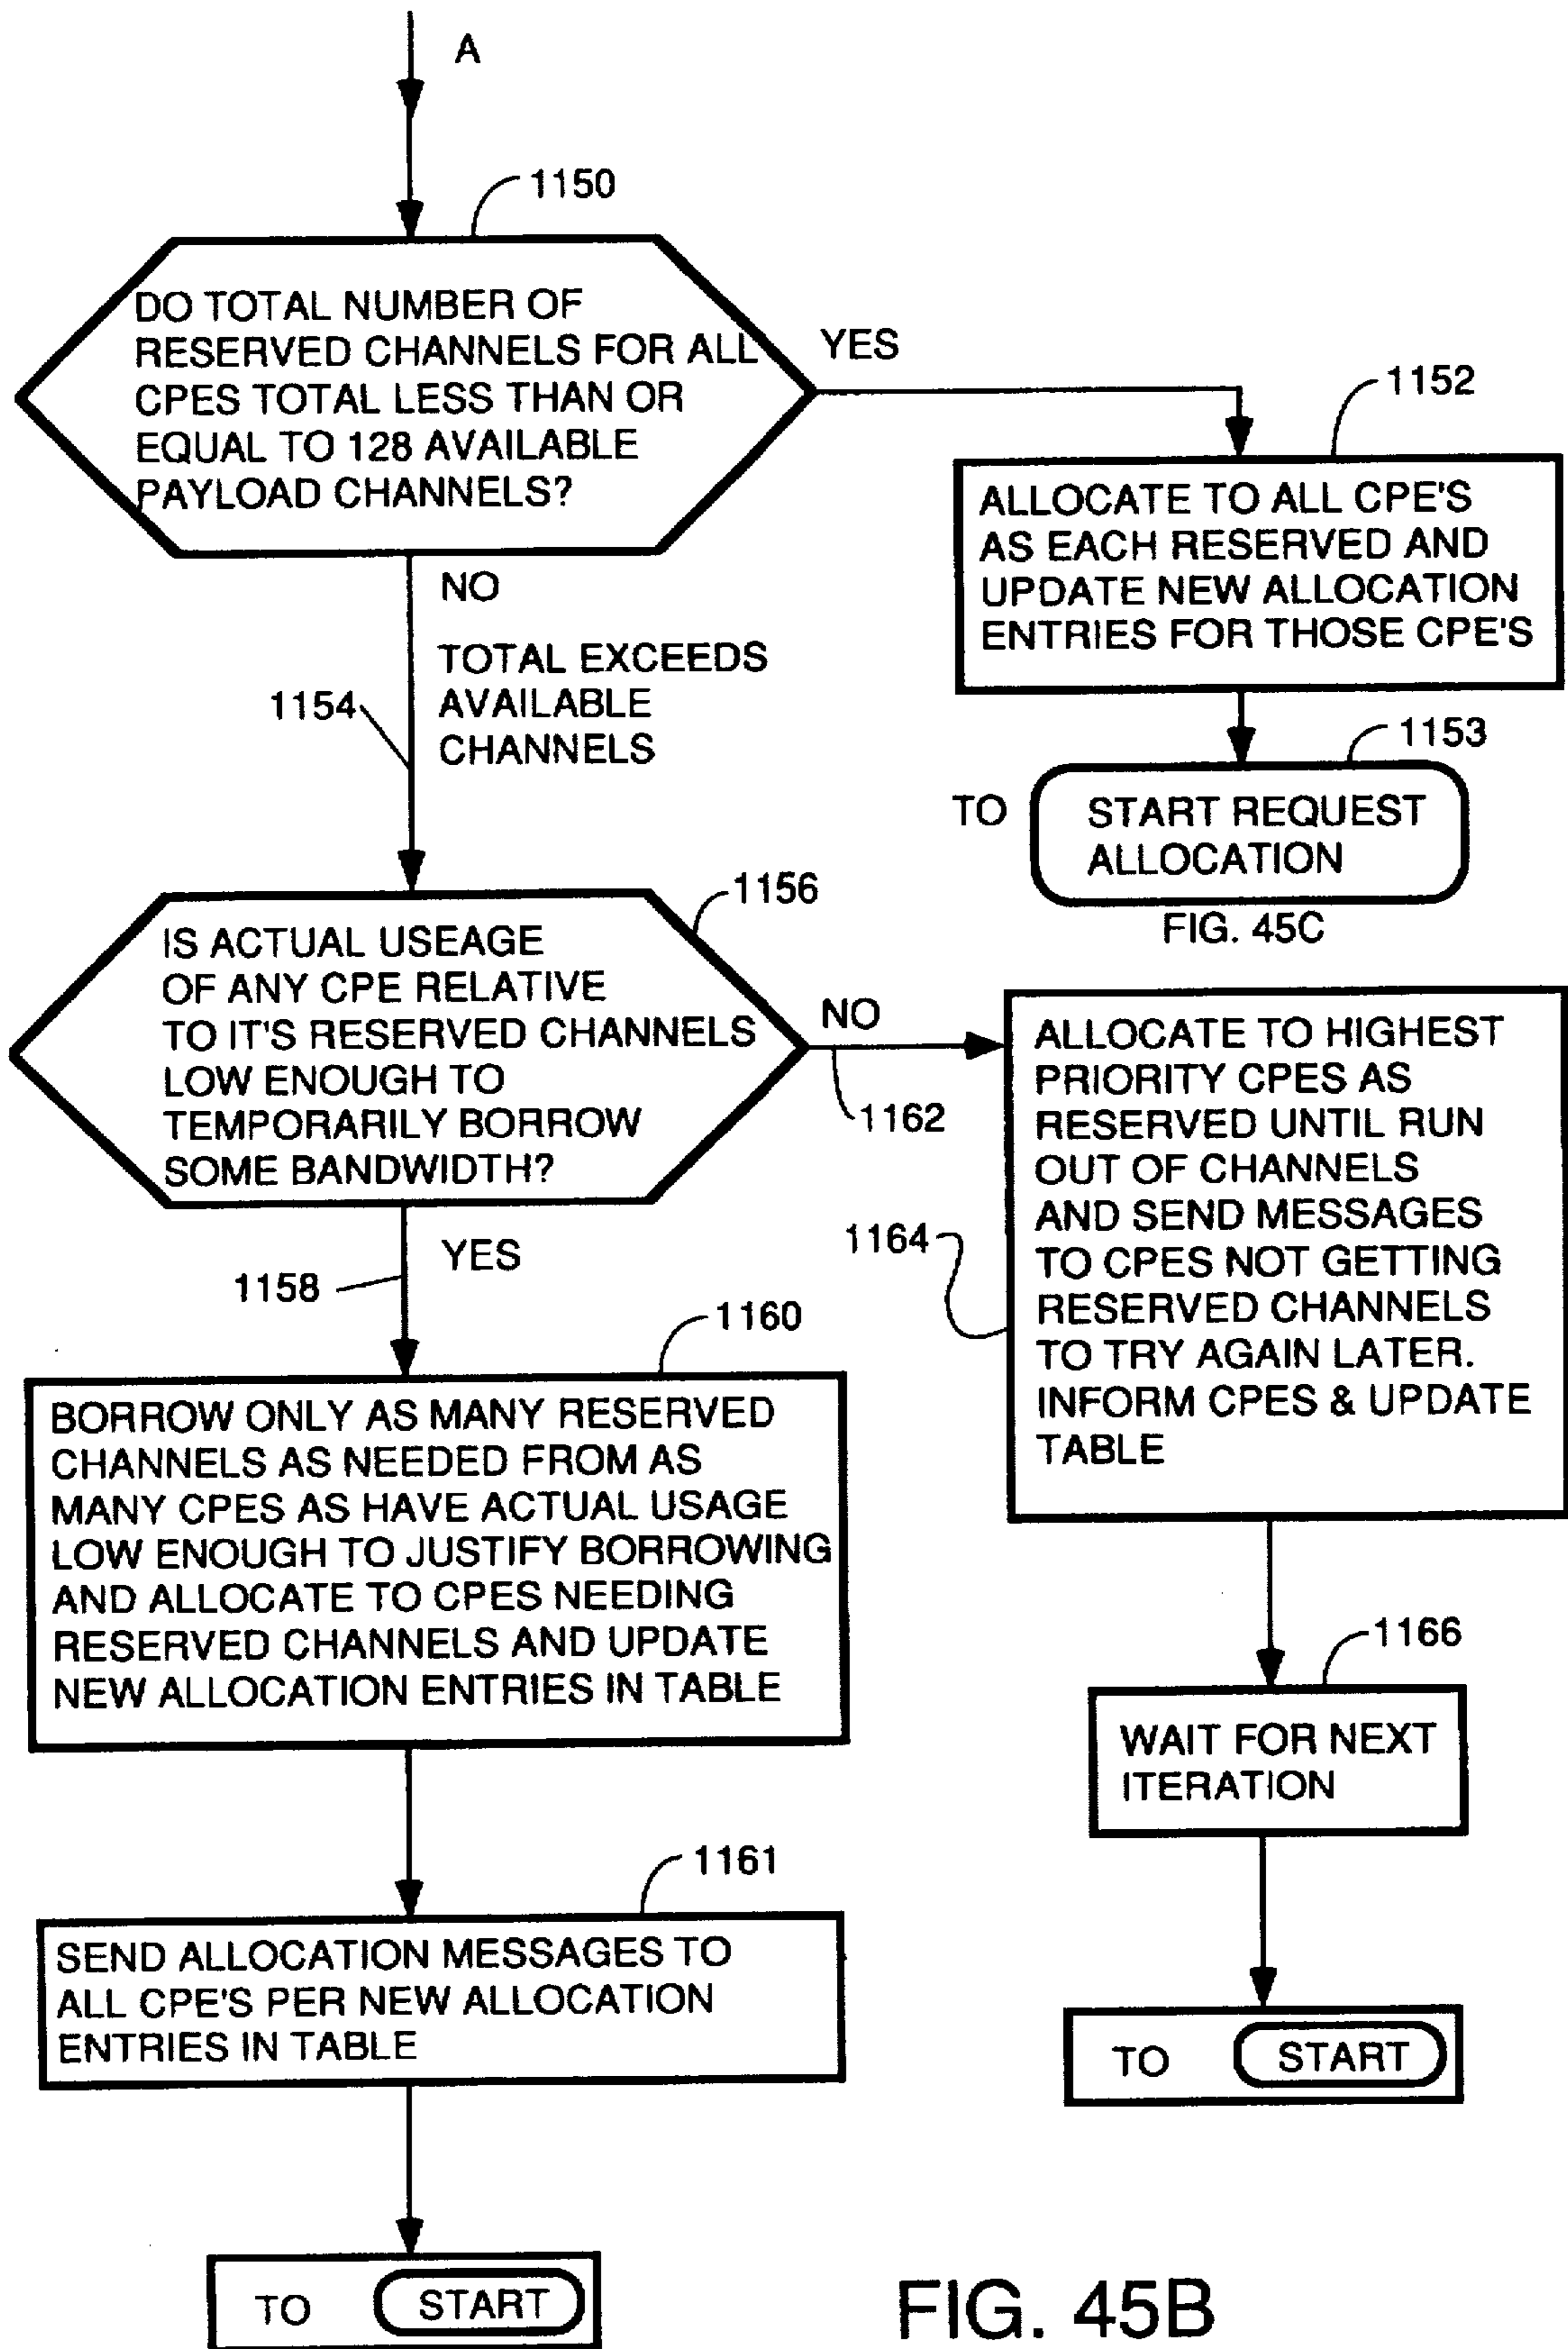 A
1150
DO TOTAL NUMBER OF
RESERVED CHANNELS FOR ALL
CPES TOTAL LESS THAN OR
EQUAL TO 128 AVAILABLE
PAYLOAD CHANNELS?
YES
1152
ALLOCATE TO ALL CPE'S
AS EACH RESERVED AND
UPDATE NEW ALLOCATION
ENTRIES FOR THOSE CPE'S
1153
TO
START REQUEST
ALLOCATION
FIG. 45C
NO
1154
TOTAL EXCEEDS
AVAILABLE
CHANNELS
1156
IS ACTUAL USEAGE
OF ANY CPE RELATIVE
TO IT'S RESERVED CHANNELS
LOW ENOUGH TO
TEMPORARILY BORROW
SOME BANDWIDTH?
NO
1162
1164
ALLOCATE TO HIGHEST
PRIORITY CPES AS
RESERVED UNTIL RUN
OUT OF CHANNELS
AND SEND MESSAGES
TO CPES NOT GETTING
RESERVED CHANNELS
TO TRY AGAIN LATER.
INFORM CPES & UPDATE
TABLE
1166
WAIT FOR NEXT
ITERATION
TO START
YES
1158
1160
BORROW ONLY AS MANY RESERVED
CHANNELS AS NEEDED FROM AS
MANY CPES AS HAVE ACTUAL USAGE
LOW ENOUGH TO JUSTIFY BORROWING
AND ALLOCATE TO CPES NEEDING
RESERVED CHANNELS AND UPDATE
NEW ALLOCATION ENTRIES IN TABLE
1161
SEND ALLOCATION MESSAGES TO
ALL CPE'S PER NEW ALLOCATION
ENTRIES IN TABLE
TO START
FIG. 45B